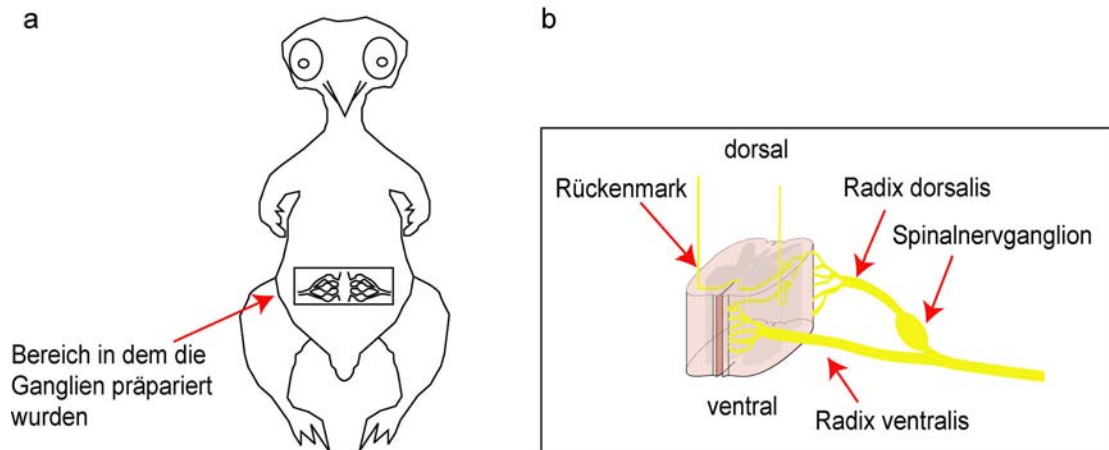 a
Bereich in dem die
Ganglien präpariert
wurden
b
dorsal
Rückenmark
Radix dorsalis
Spinalnervganglion
ventral
Radix ventralis